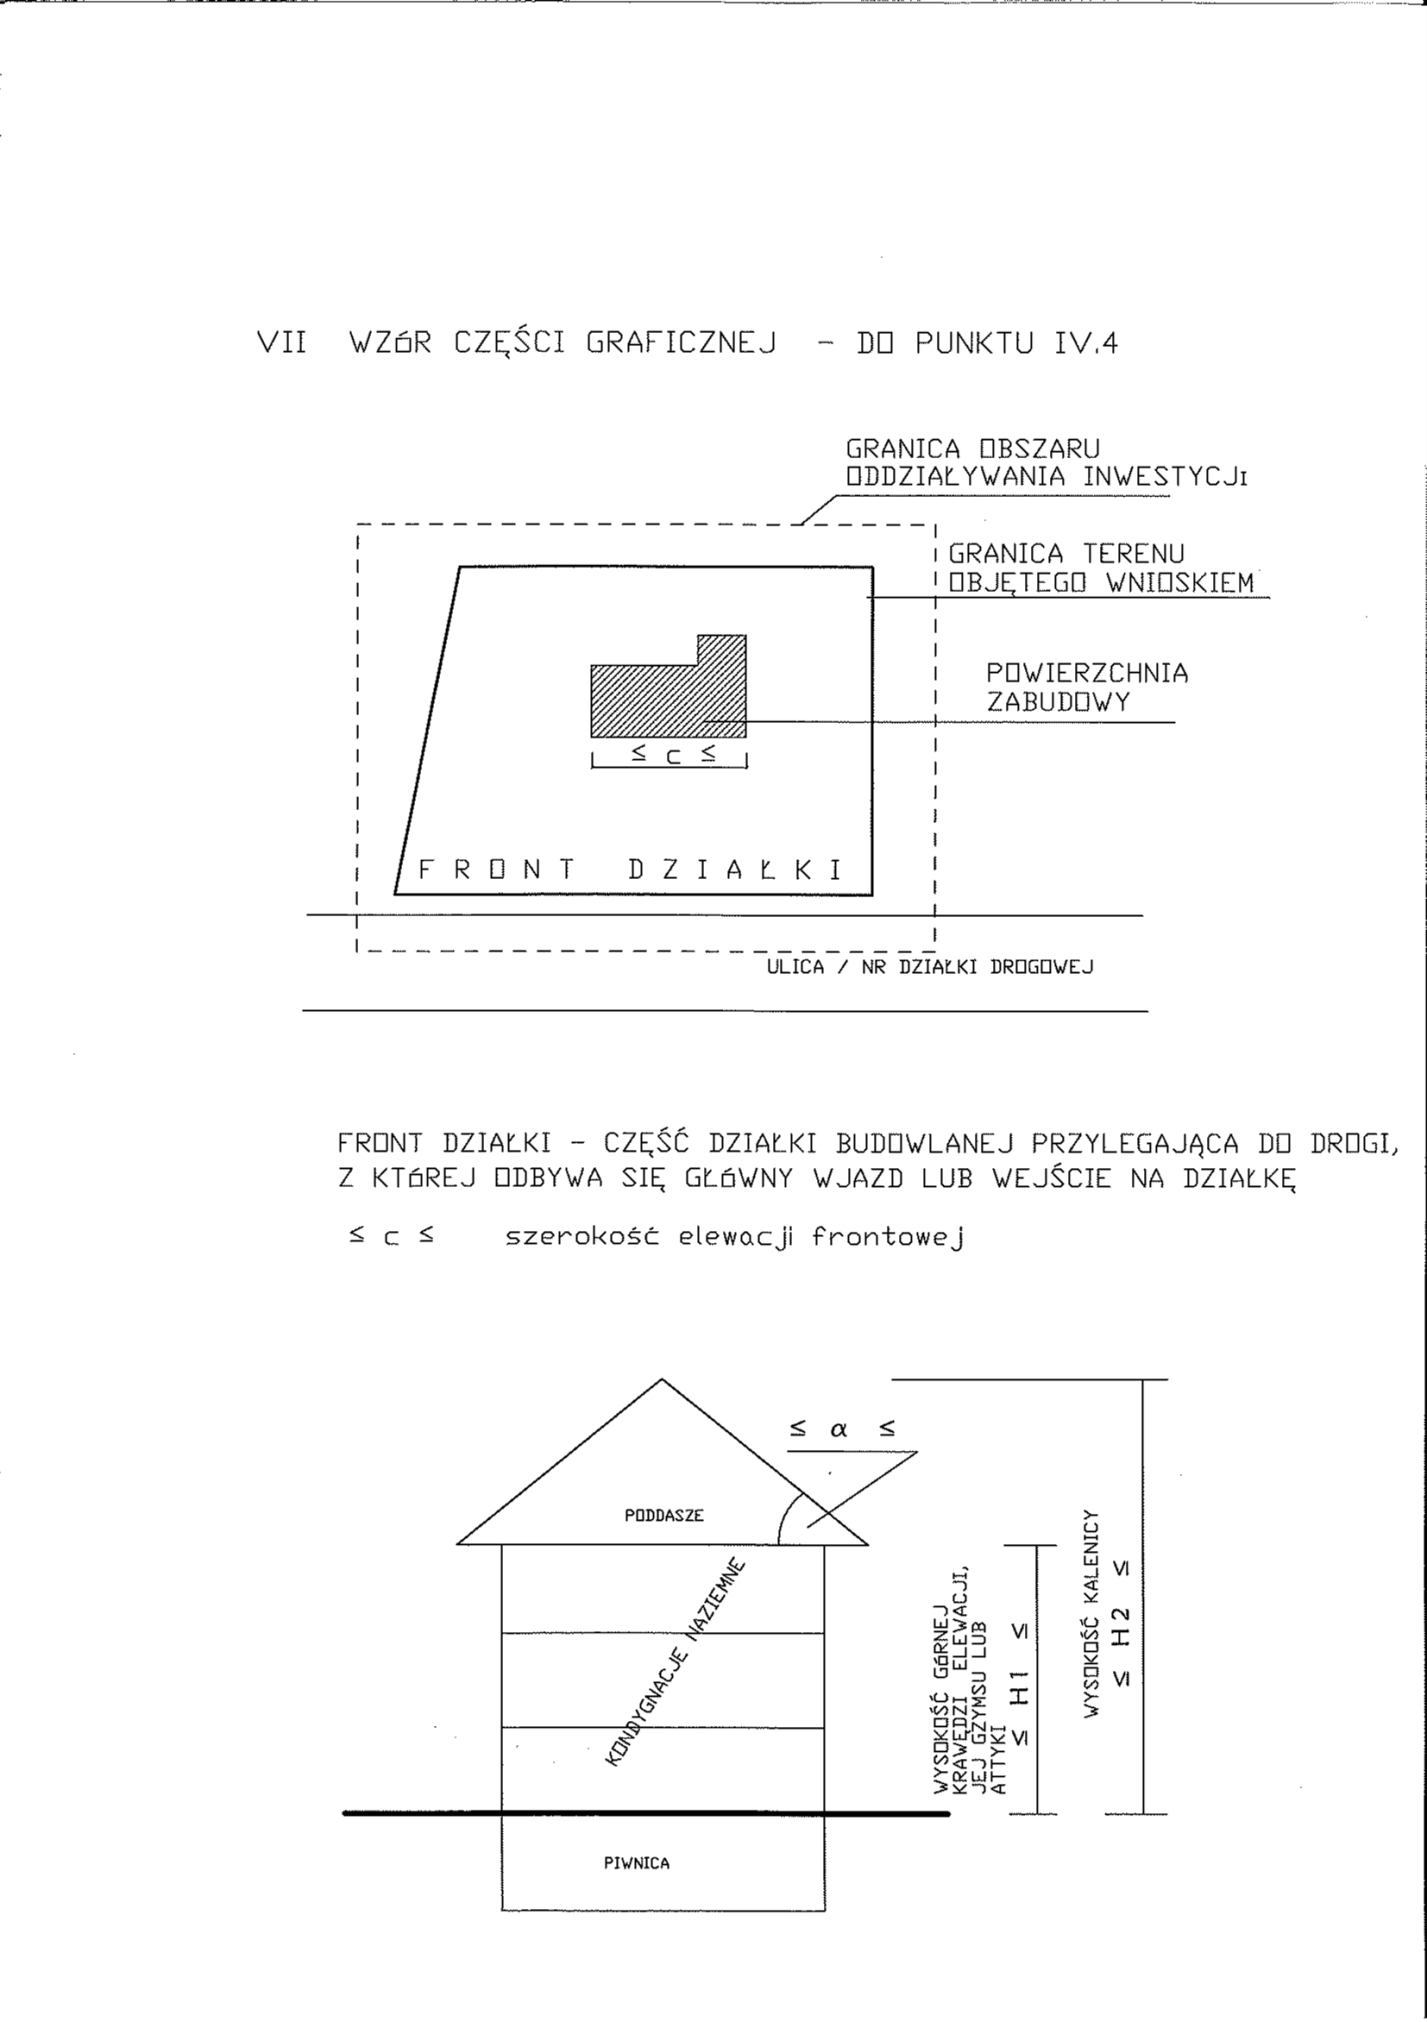 VII WZóR CZĘŚCI GRAFICZNEJ - DO PUNKTU IV.4
GRANICA OBSZARU
ODDZIAŁYWANIA INWESTYCJI
GRANICA TERENU
OBJĘTEGO WNIOSKIEM
POWIERZCHNIA
ZABUDOWY
≤ c ≤
FRONT DZIAŁKI
ULICA / NR DZIAŁKI DROGOWEJ
FRONT DZIAŁKI - CZĘŚĆ DZIAŁKI BUDOWLANEJ PRZYLEGAJĄCA DO DROGI,
Z KTóREJ ODBYWA SIĘ GŁóWNY WJAZD LUB WEJŚCIE NA DZIAŁKĘ
≤ c ≤ szerokość elewacji frontowej
≤ α ≤
PODDASZE
KONDYGNACJE NAZIEMNE
WYSOKOŚĆ GóRNEJ
KRAWĘDZI ELEWACJI,
JEJ GZYMSU LUB
ATTYKI
≤ H1 ≤
WYSOKOŚĆ KALENICY
≤ H2 ≤
PIWNICA